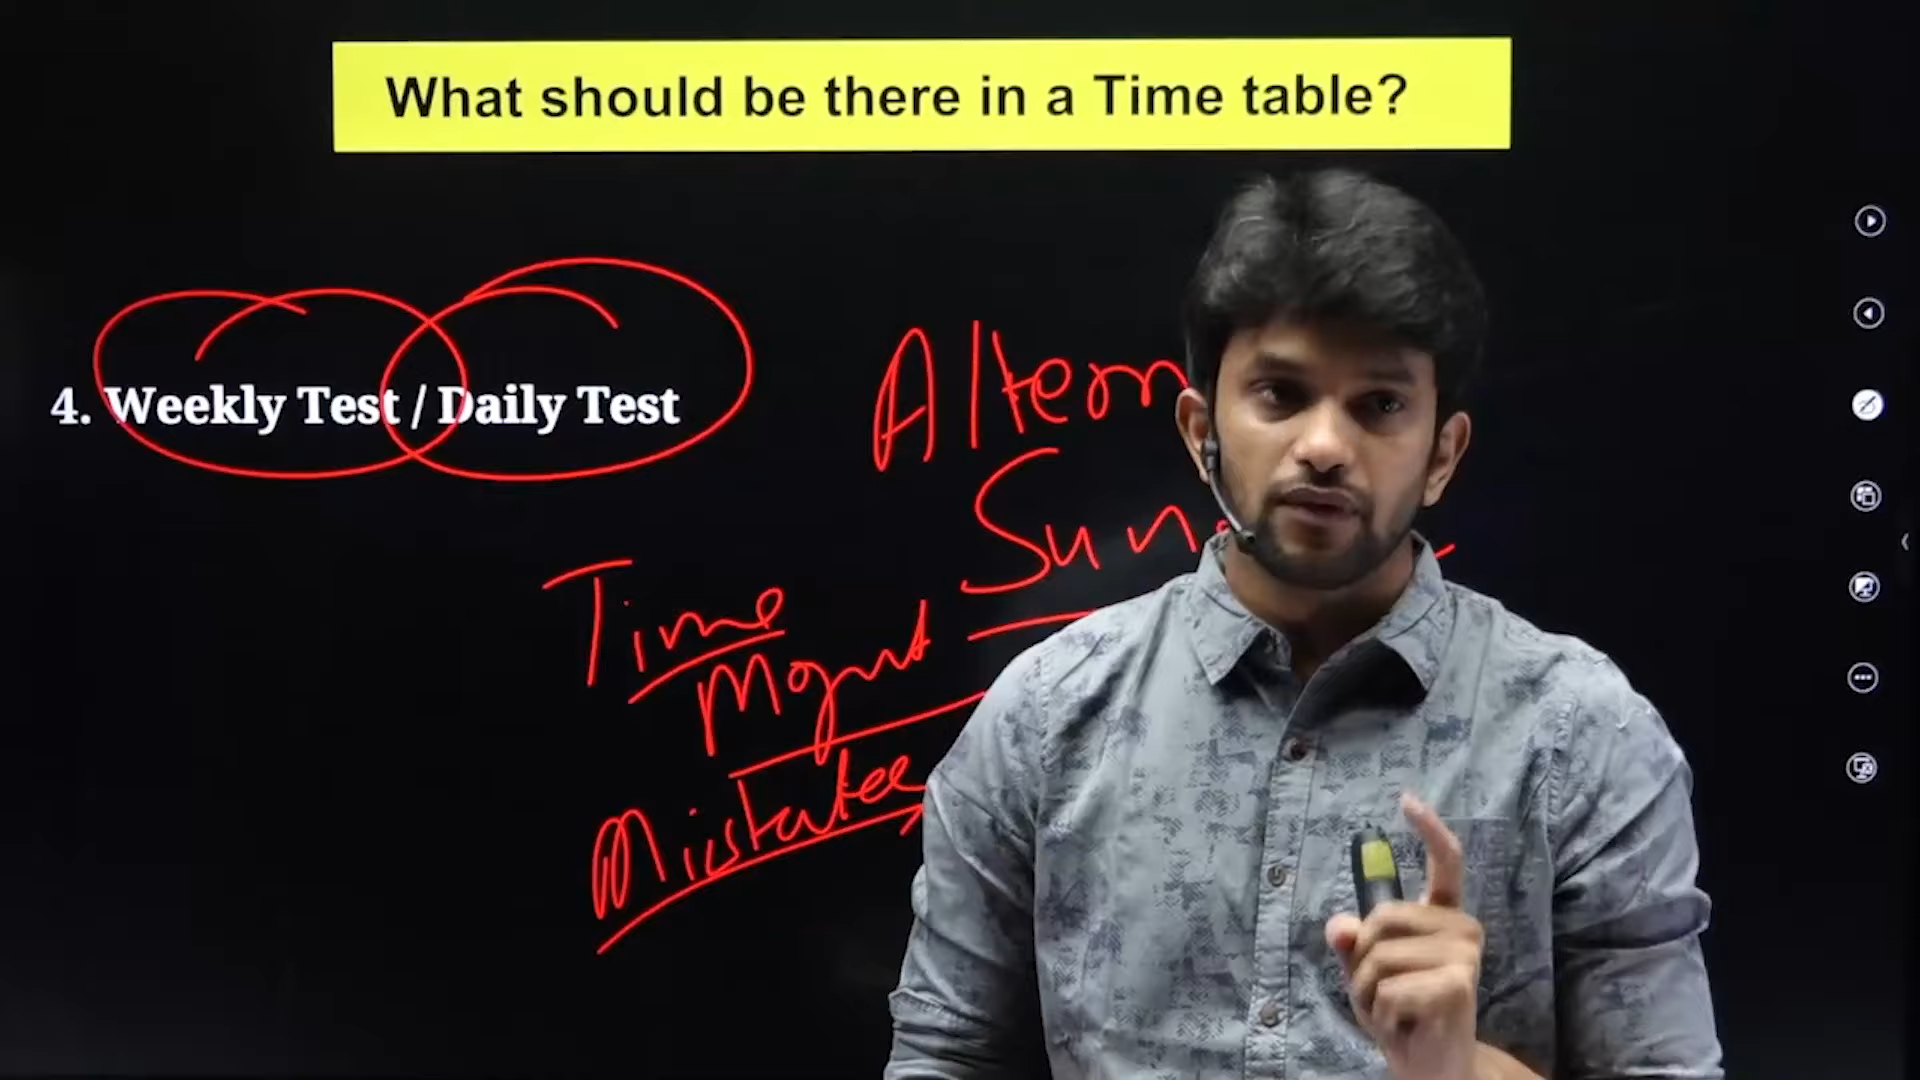 What should be there in a Time table?
4. Weekly Test / Daily Test
Altern
Sun
Time
Mgmt
Mistakes